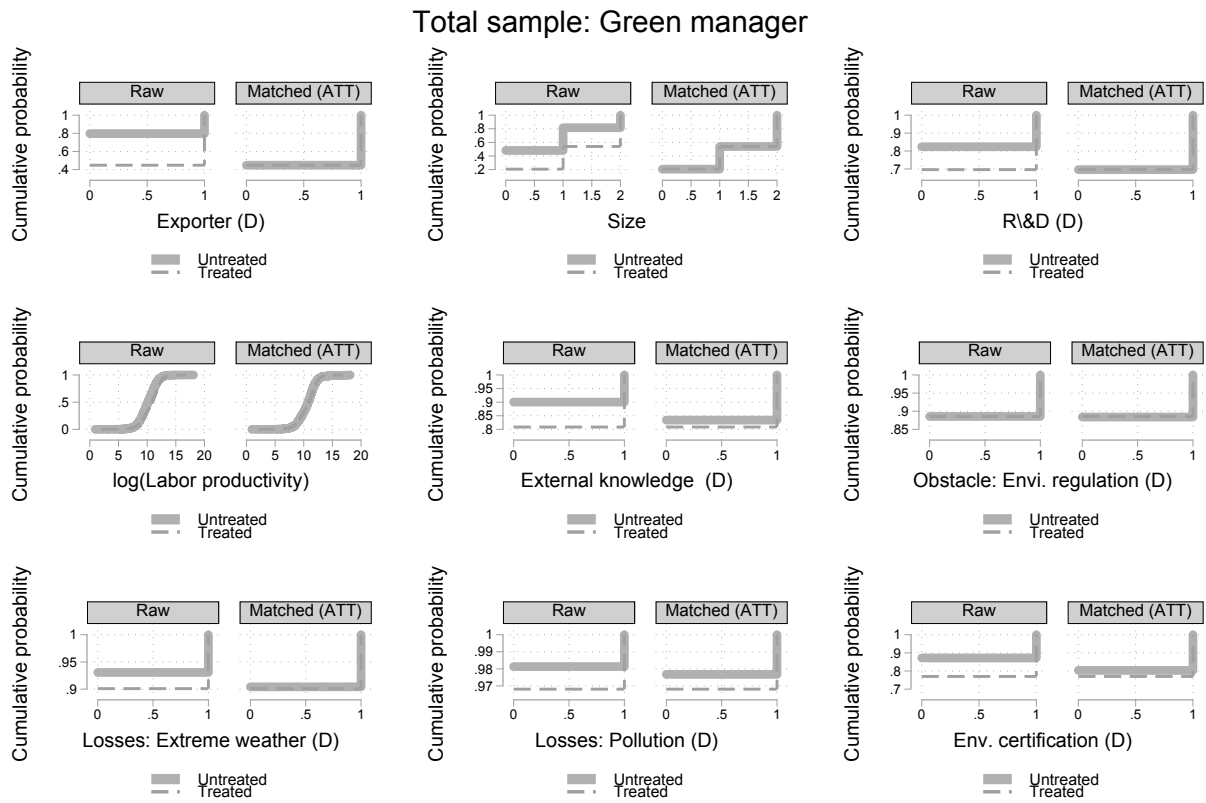 Total sample: Green manager
Cumulative probability
Raw
Matched (ATT)
1
.8
.6
.4
0 .5 1 0 .5 1
Exporter (D)
Untreated
Treated
Cumulative probability
Raw
Matched (ATT)
1
.8
.6
.4
.2
0 .5 1 1.5 2 0 .5 1 1.5 2
Size
Untreated
Treated
Cumulative probability
Raw
Matched (ATT)
1
.9
.8
.7
0 .5 1 0 .5 1
R\&D (D)
Untreated
Treated
Cumulative probability
Raw
Matched (ATT)
1
.5
0
0 5 10 15 20 0 5 10 15 20
log(Labor productivity)
Untreated
Treated
Cumulative probability
Raw
Matched (ATT)
1
.95
.9
.85
.8
0 .5 1 0 .5 1
External knowledge (D)
Untreated
Treated
Cumulative probability
Raw
Matched (ATT)
1
.95
.9
.85
0 .5 1 0 .5 1
Obstacle: Envi. regulation (D)
Untreated
Treated
Cumulative probability
Raw
Matched (ATT)
1
.95
.9
0 .5 1 0 .5 1
Losses: Extreme weather (D)
Untreated
Treated
Cumulative probability
Raw
Matched (ATT)
1
.99
.98
.97
0 .5 1 0 .5 1
Losses: Pollution (D)
Untreated
Treated
Cumulative probability
Raw
Matched (ATT)
1
.9
.8
.7
0 .5 1 0 .5 1
Env. certification (D)
Untreated
Treated